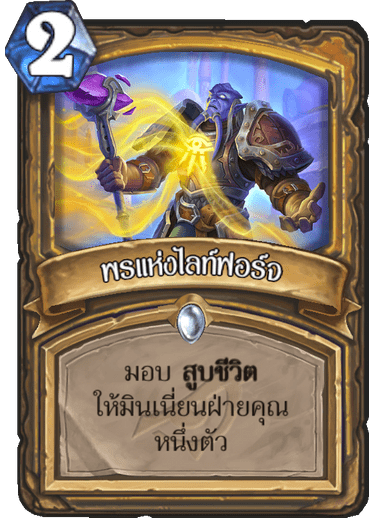 2
พรแห่งไลท์ฟอร์จ
มอบ สูบชีวิต
ให้มินเนี่ยนฝ่ายคุณ
หนึ่งตัว